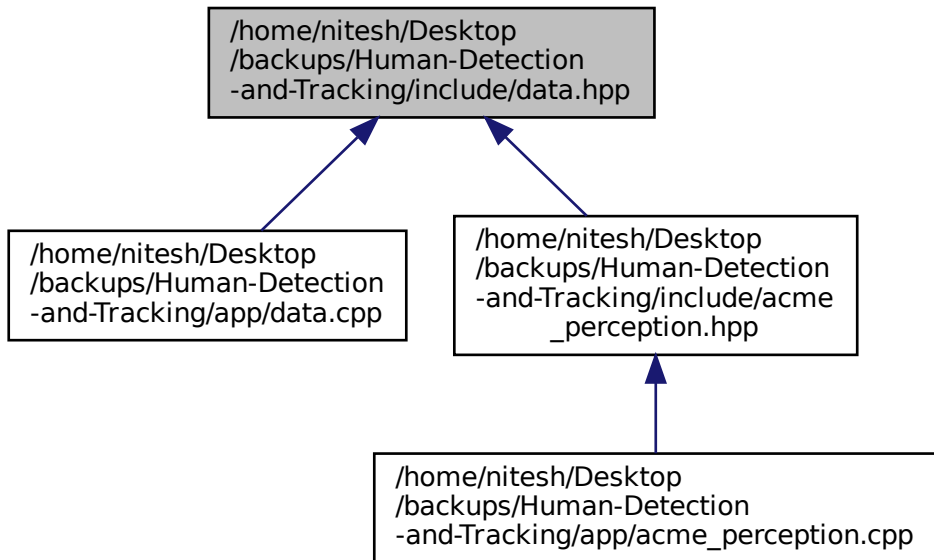 /home/nitesh/Desktop
/backups/Human-Detection
-and-Tracking/include/data.hpp
/home/nitesh/Desktop
/backups/Human-Detection
-and-Tracking/app/data.cpp
/home/nitesh/Desktop
/backups/Human-Detection
-and-Tracking/include/acme
_perception.hpp
/home/nitesh/Desktop
/backups/Human-Detection
-and-Tracking/app/acme_perception.cpp